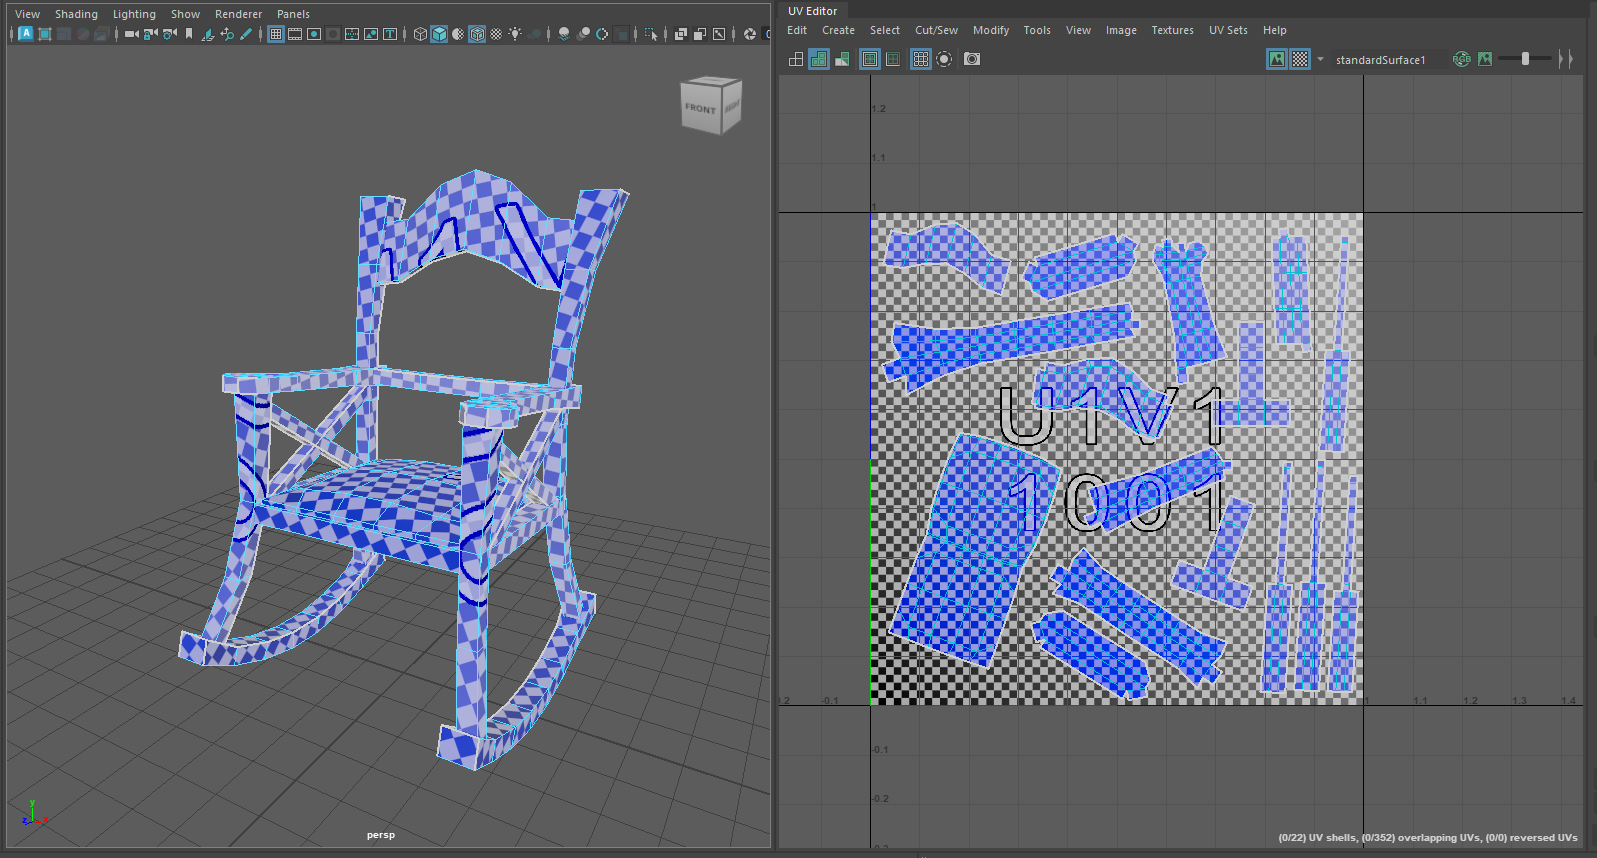 View Shading Lighting Show Renderer Panels
FRONT
RIGHT
persp
y
z
x
UV Editor
Edit Create Select Cut/Sew Modify Tools View Image Textures UV Sets Help
standardSurface1
RGB
1.2
1.1
1
U1V1
1001
-0.1
1 1.1 1.2 1.3 1.4
-0.1
-0.2
(0/22) UV shells, (0/352) overlapping UVs, (0/0) reversed UVs